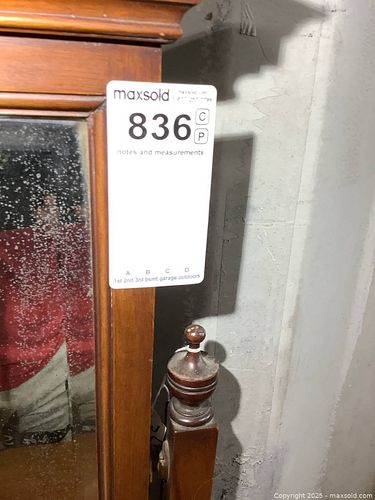 maxsold
836
C
P
notes and measurements
A B C D
1st 2nd 3rd bsmt garage outdoors
Copyright 2025 - maxsold.com